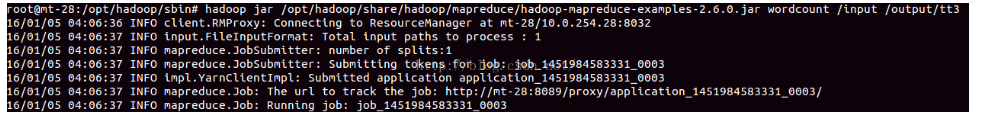 root@mt-28:/opt/hadoop/sbin# hadoop jar /opt/hadoop/share/hadoop/mapreduce/hadoop-mapreduce-examples-2.6.0.jar wordcount /input /output/tt3
16/01/05 04:06:36 INFO client.RMProxy: Connecting to ResourceManager at mt-28/10.0.254.28:8032
16/01/05 04:06:37 INFO input.FileInputFormat: Total input paths to process : 1
16/01/05 04:06:37 INFO mapreduce.JobSubmitter: number of splits:1
16/01/05 04:06:37 INFO mapreduce.JobSubmitter: Submitting tokens for job: job_1451984583331_0003
16/01/05 04:06:37 INFO impl.YarnClientImpl: Submitted application application_1451984583331_0003
16/01/05 04:06:37 INFO mapreduce.Job: The url to track the job: http://mt-28:8089/proxy/application_1451984583331_0003/
16/01/05 04:06:37 INFO mapreduce.Job: Running job: job_1451984583331_0003